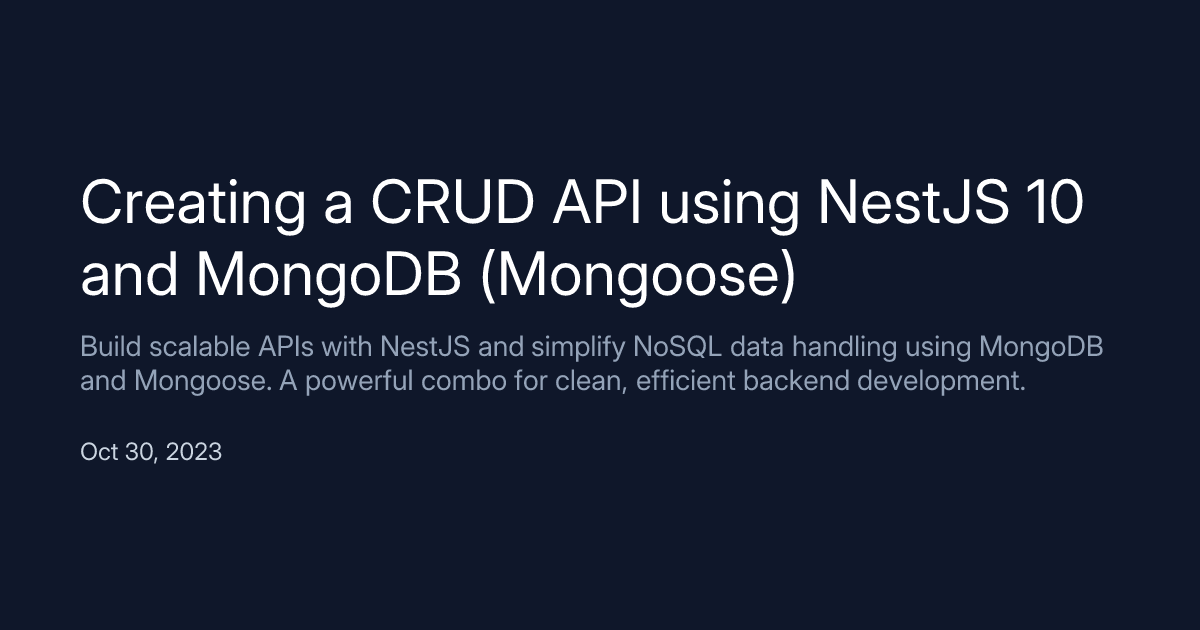 Creating a CRUD API using NestJS 10
and MongoDB (Mongoose)
Build scalable APIs with NestJS and simplify NoSQL data handling using MongoDB
and Mongoose. A powerful combo for clean, efficient backend development.
Oct 30, 2023